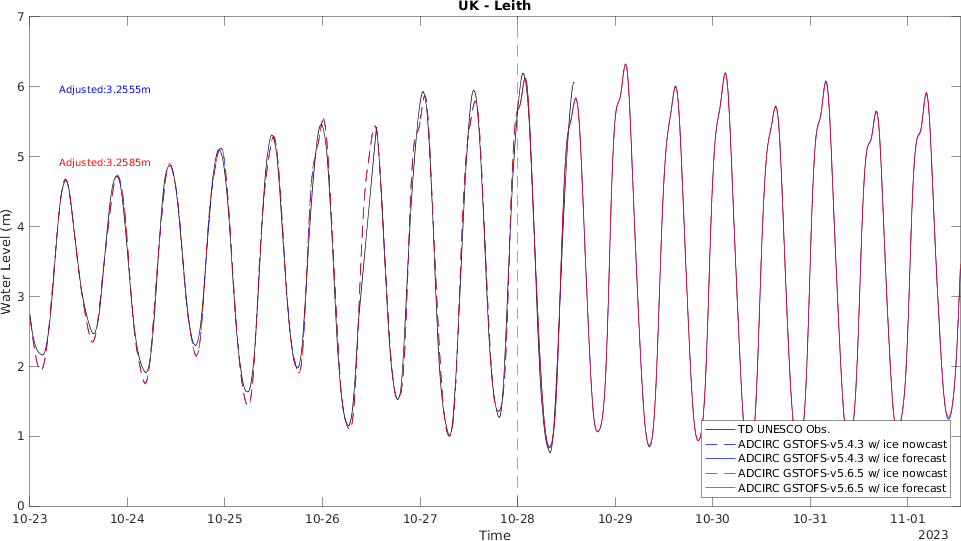 UK - Leith
7
6
5
4
3
2
1
0
Water Level (m)
Adjusted:3.2555m
Adjusted:3.2585m
TD UNESCO Obs.
ADCIRC GSTOFS-v5.4.3 w/ ice nowcast
ADCIRC GSTOFS-v5.4.3 w/ ice forecast
ADCIRC GSTOFS-v5.6.5 w/ ice nowcast
ADCIRC GSTOFS-v5.6.5 w/ ice forecast
10-23 10-24 10-25 10-26 10-27 10-28 10-29 10-30 10-31 11-01
Time
2023